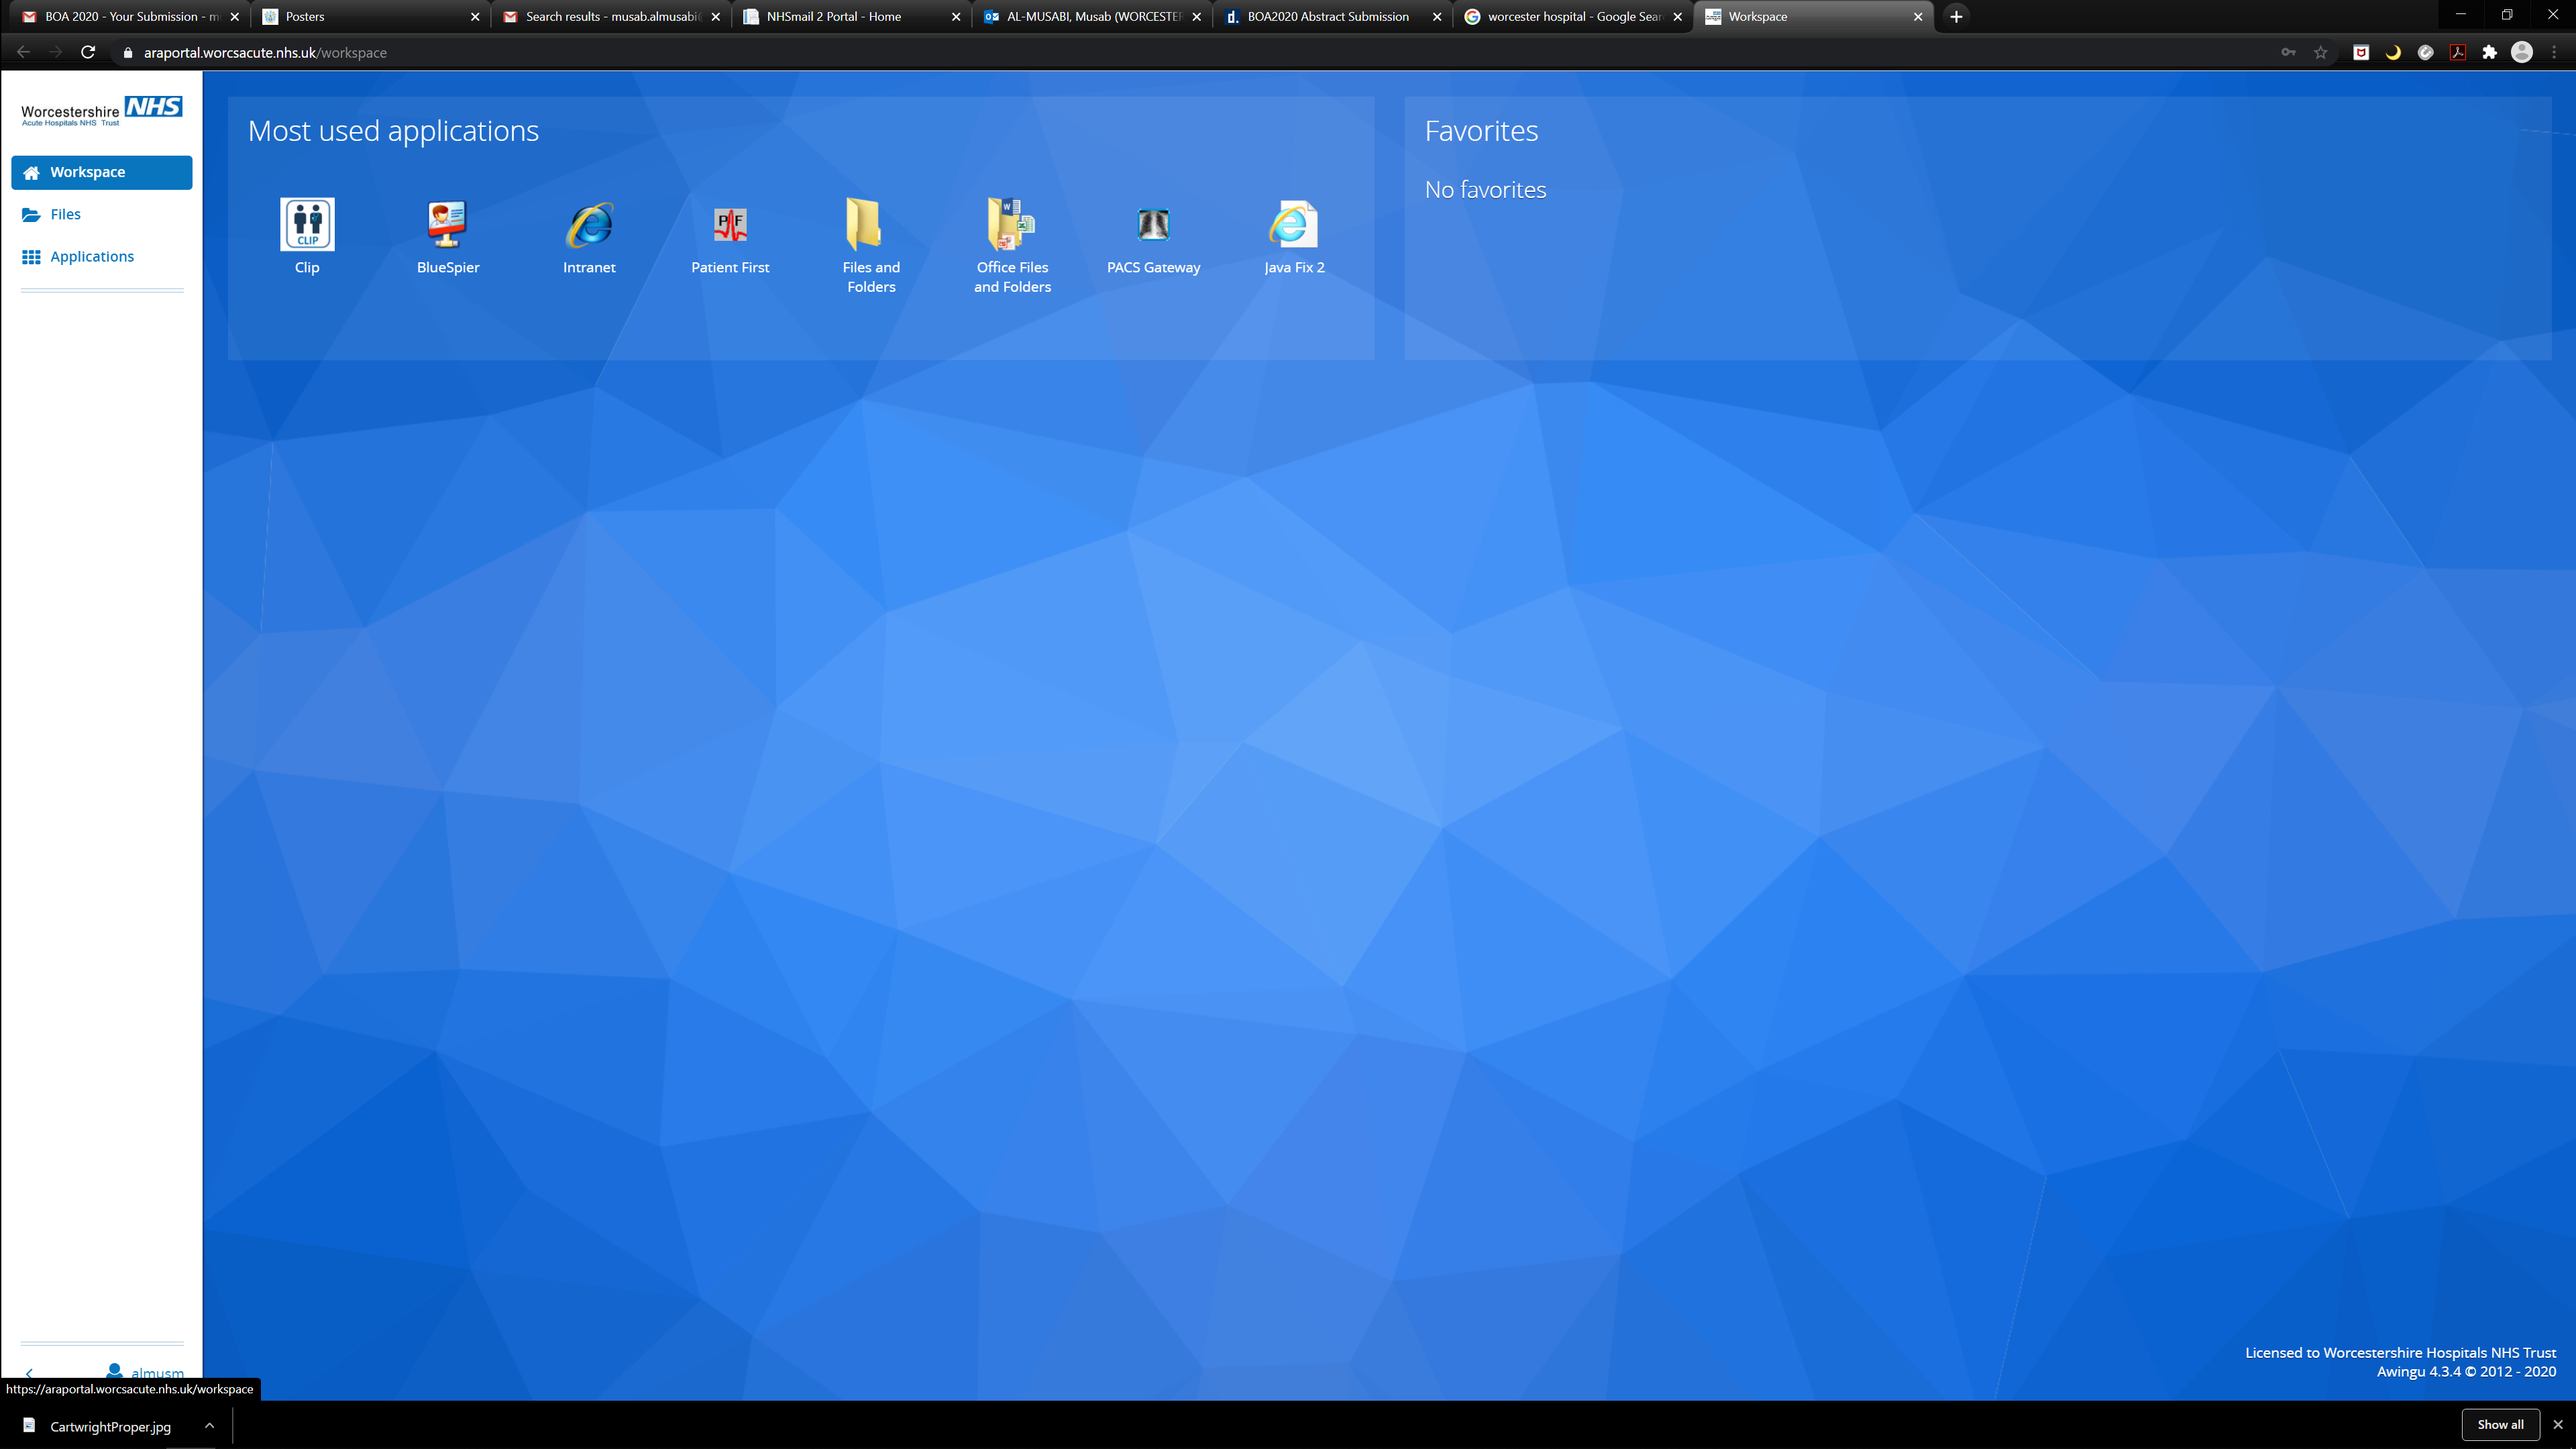 BOA 2020 - Your Submission - m
Posters
Search results - musab.almusabi
NHSmail 2 Portal - Home
AL-MUSABI, Musab (WORCESTER
BOA2020 Abstract Submission
worcester hospital - Google Sear
Workspace
araportal.worcsacute.nhs.uk/workspace
Worcestershire NHS
Acute Hospitals NHS Trust
Workspace
Files
Applications
Most used applications
CLIP
Clip
BlueSpier
Intranet
Patient First
Files and
Folders
Office Files
and Folders
PACS Gateway
Java Fix 2
Favorites
No favorites
almusm
https://araportal.worcsacute.nhs.uk/workspace
Licensed to Worcestershire Hospitals NHS Trust
Awingu 4.3.4 © 2012 - 2020
CartwrightProper.jpg
Show all